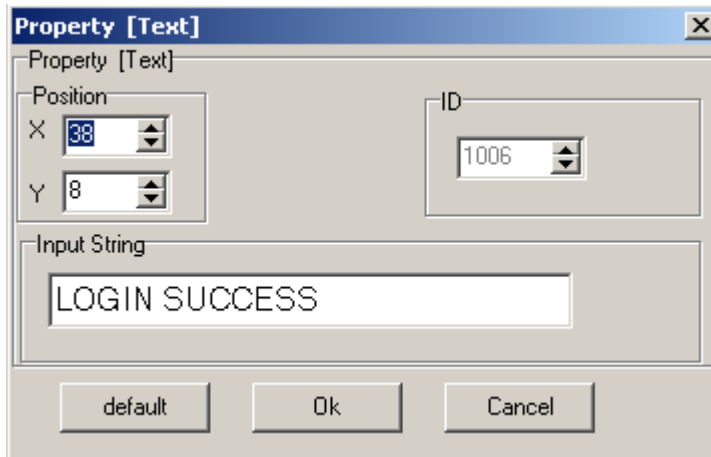 Property [Text]
Property [Text]
Position
ID
X 38
1006
Y 8
Input String
LOGIN SUCCESS
default Ok Cancel